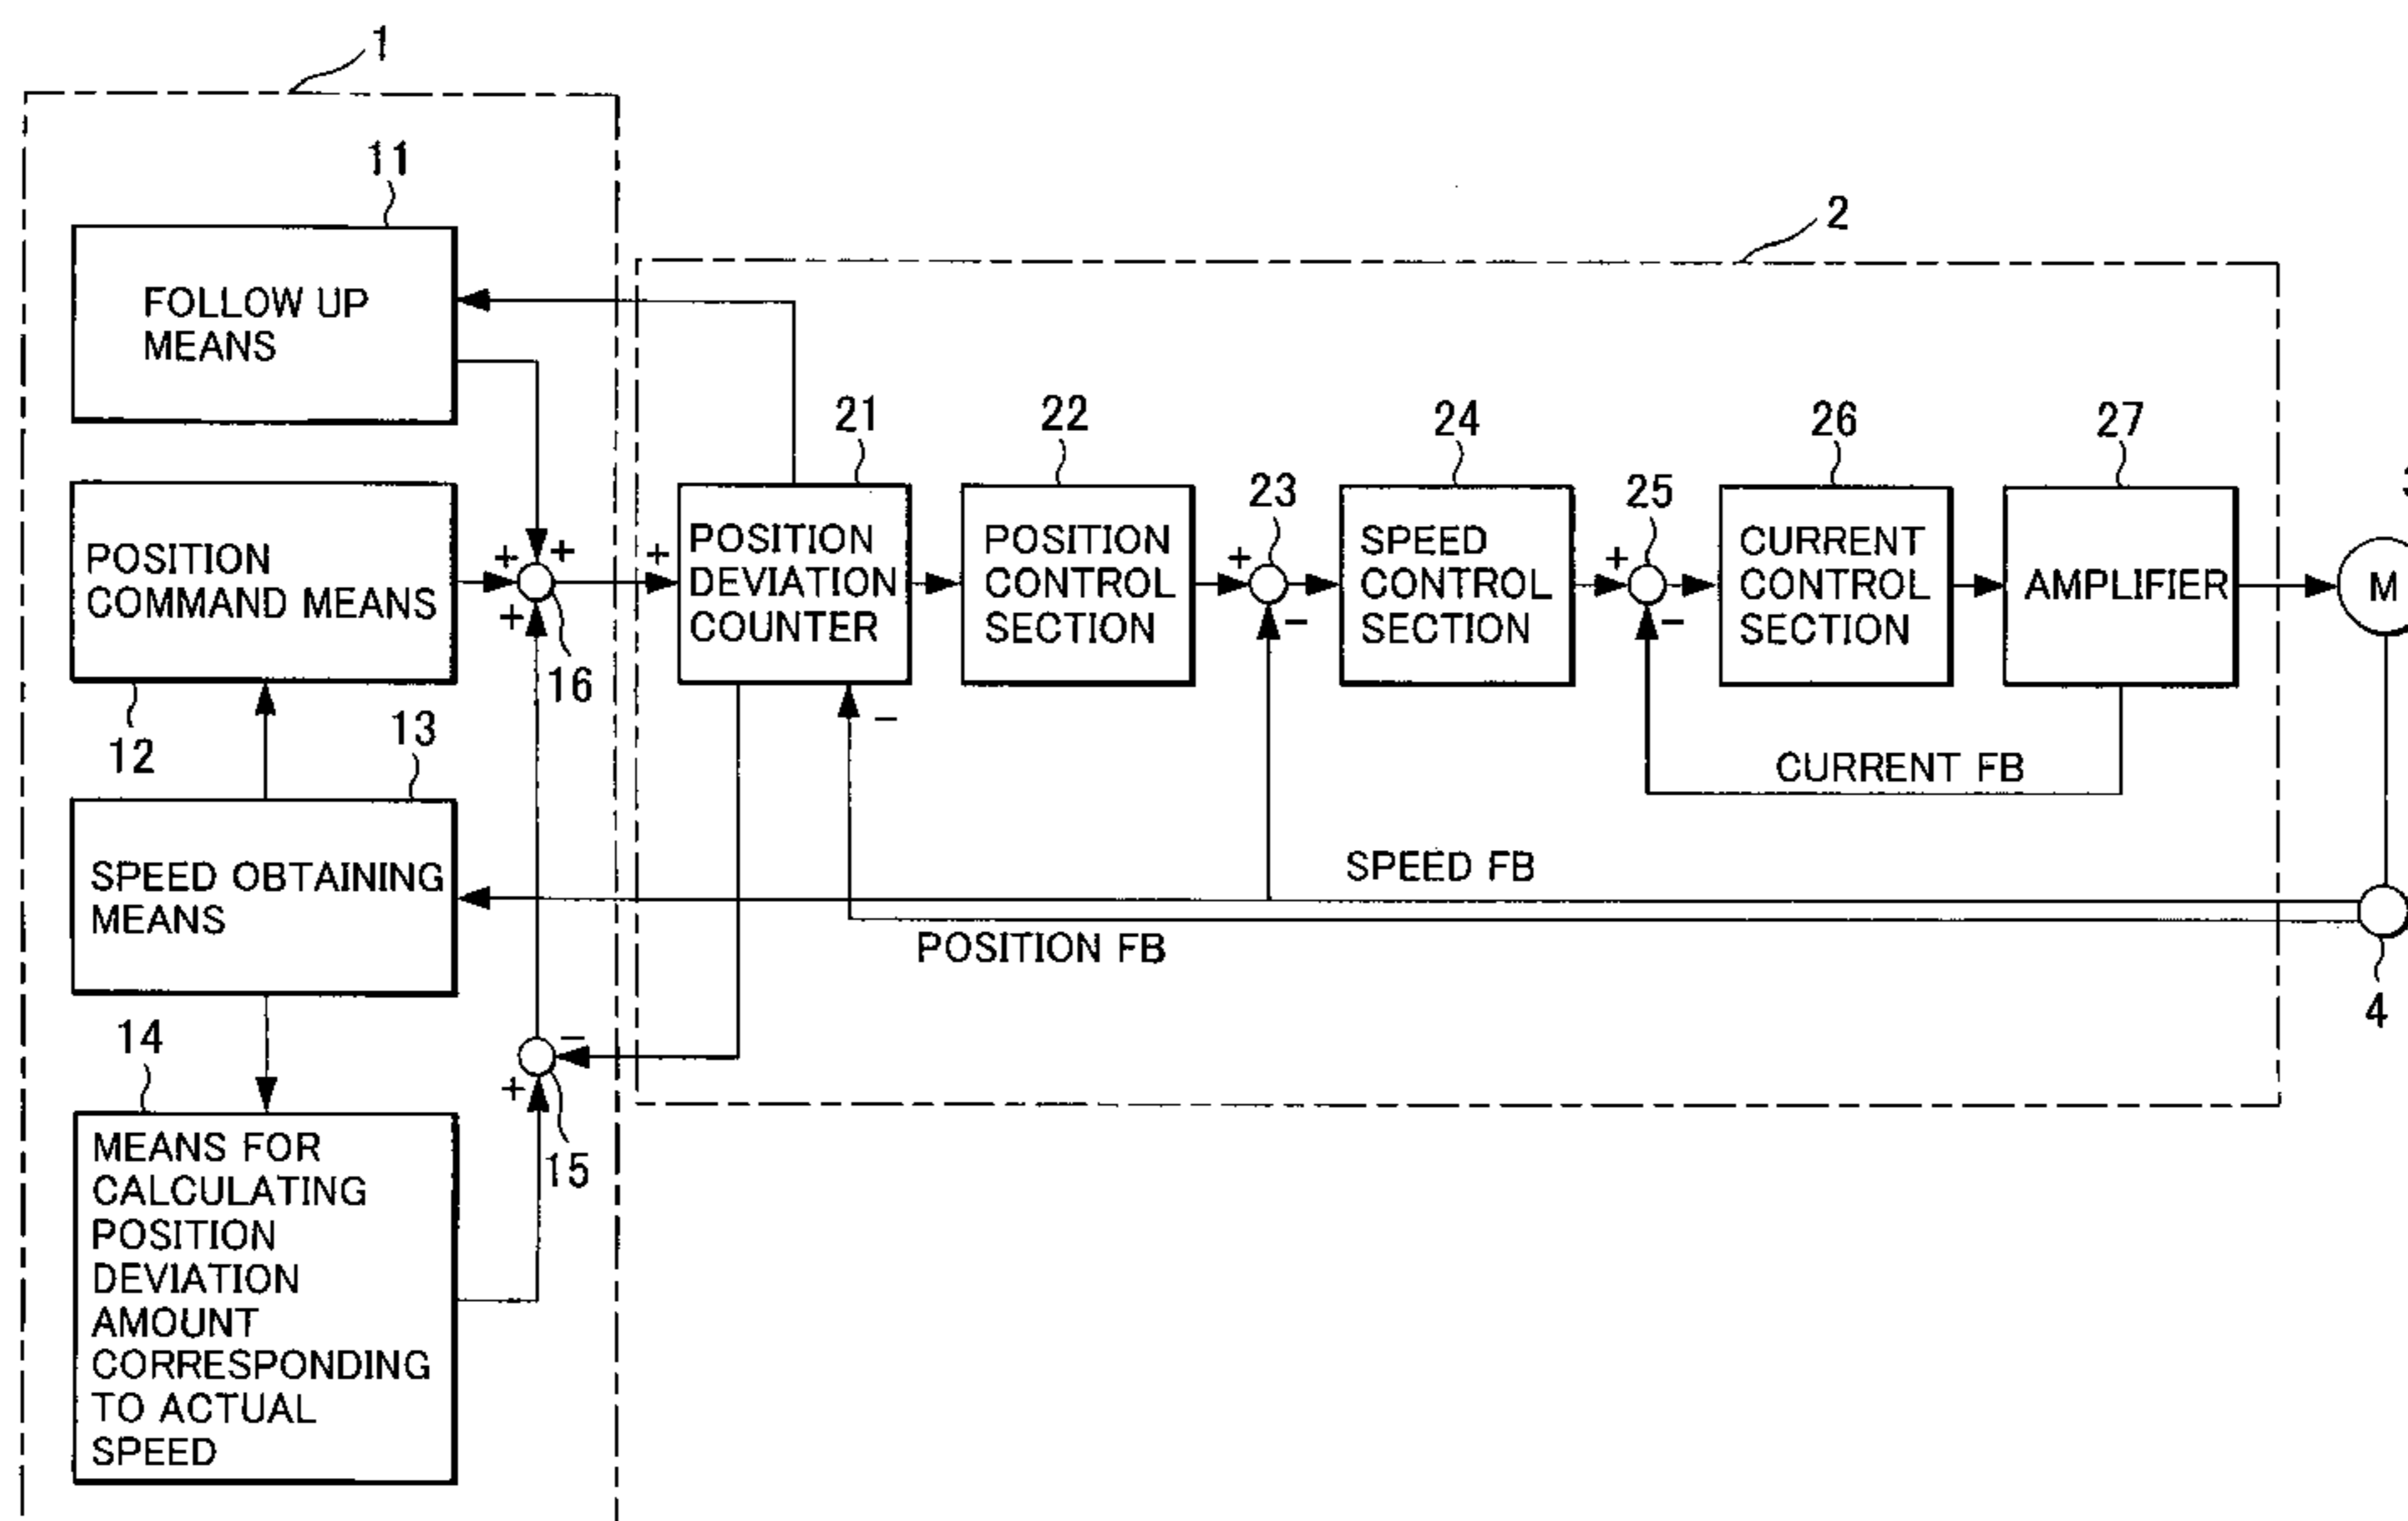 1
11
FOLLOW UP
MEANS
2
21
22
23
24
25
26
27
POSITION
COMMAND MEANS
12
+
+
+
16
+
POSITION
DEVIATION
COUNTER
−
POSITION
CONTROL
SECTION
+
−
SPEED
CONTROL
SECTION
+
−
CURRENT
CONTROL
SECTION
AMPLIFIER
M
CURRENT FB
13
SPEED OBTAINING
MEANS
SPEED FB
POSITION FB
4
14
−
+
15
MEANS FOR
CALCULATING
POSITION
DEVIATION
AMOUNT
CORRESPONDING
TO ACTUAL
SPEED